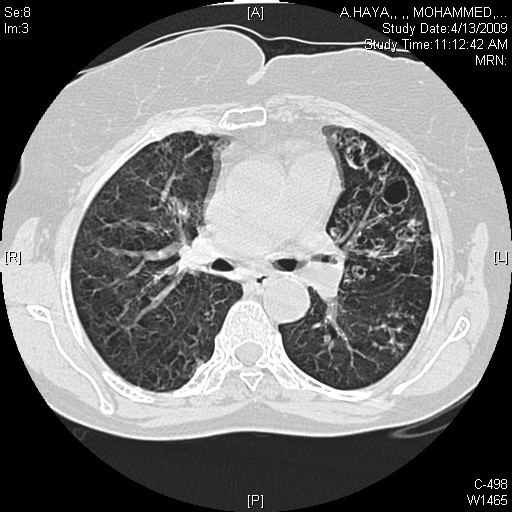 Se:8
Im:3
[A]
A.HAYA,, ,, MOHAMMED,...
Study Date:4/13/2009
Study Time:11:12:42 AM
MRN:
[R]
[L]
[P]
C-498
W1465